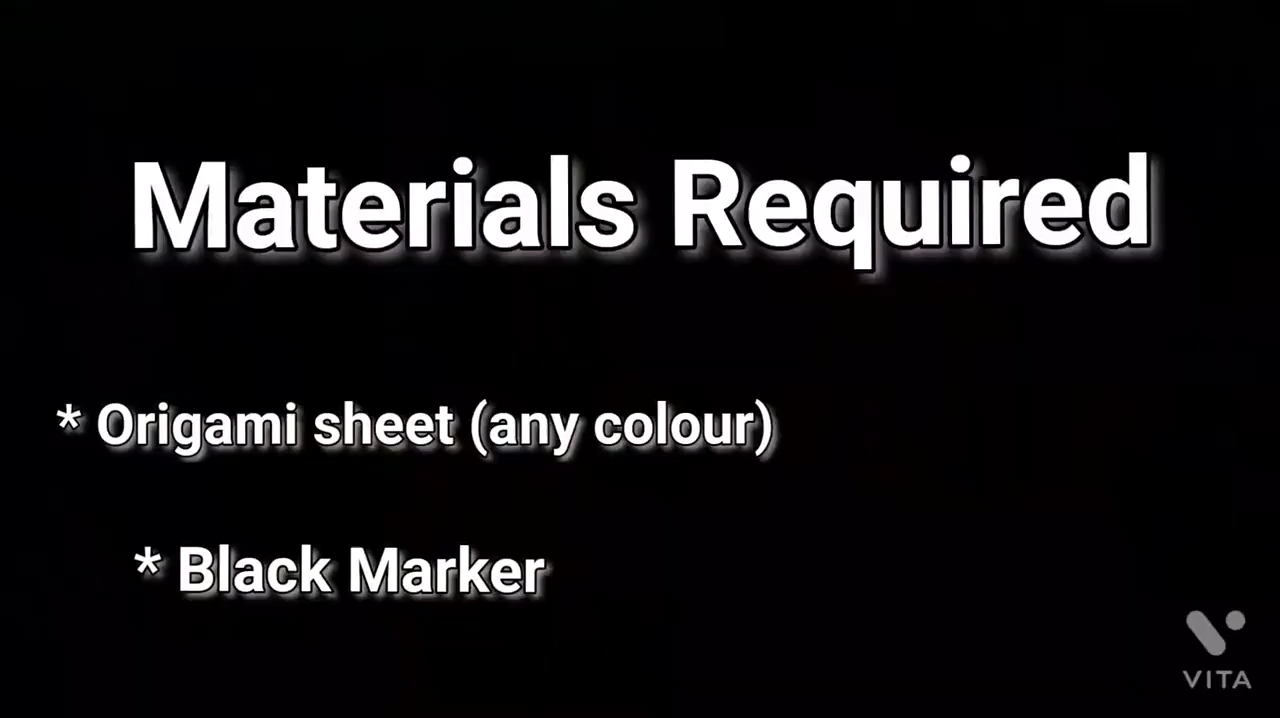 Materials Required
* Origami sheet (any colour)
* Black Marker
VITA